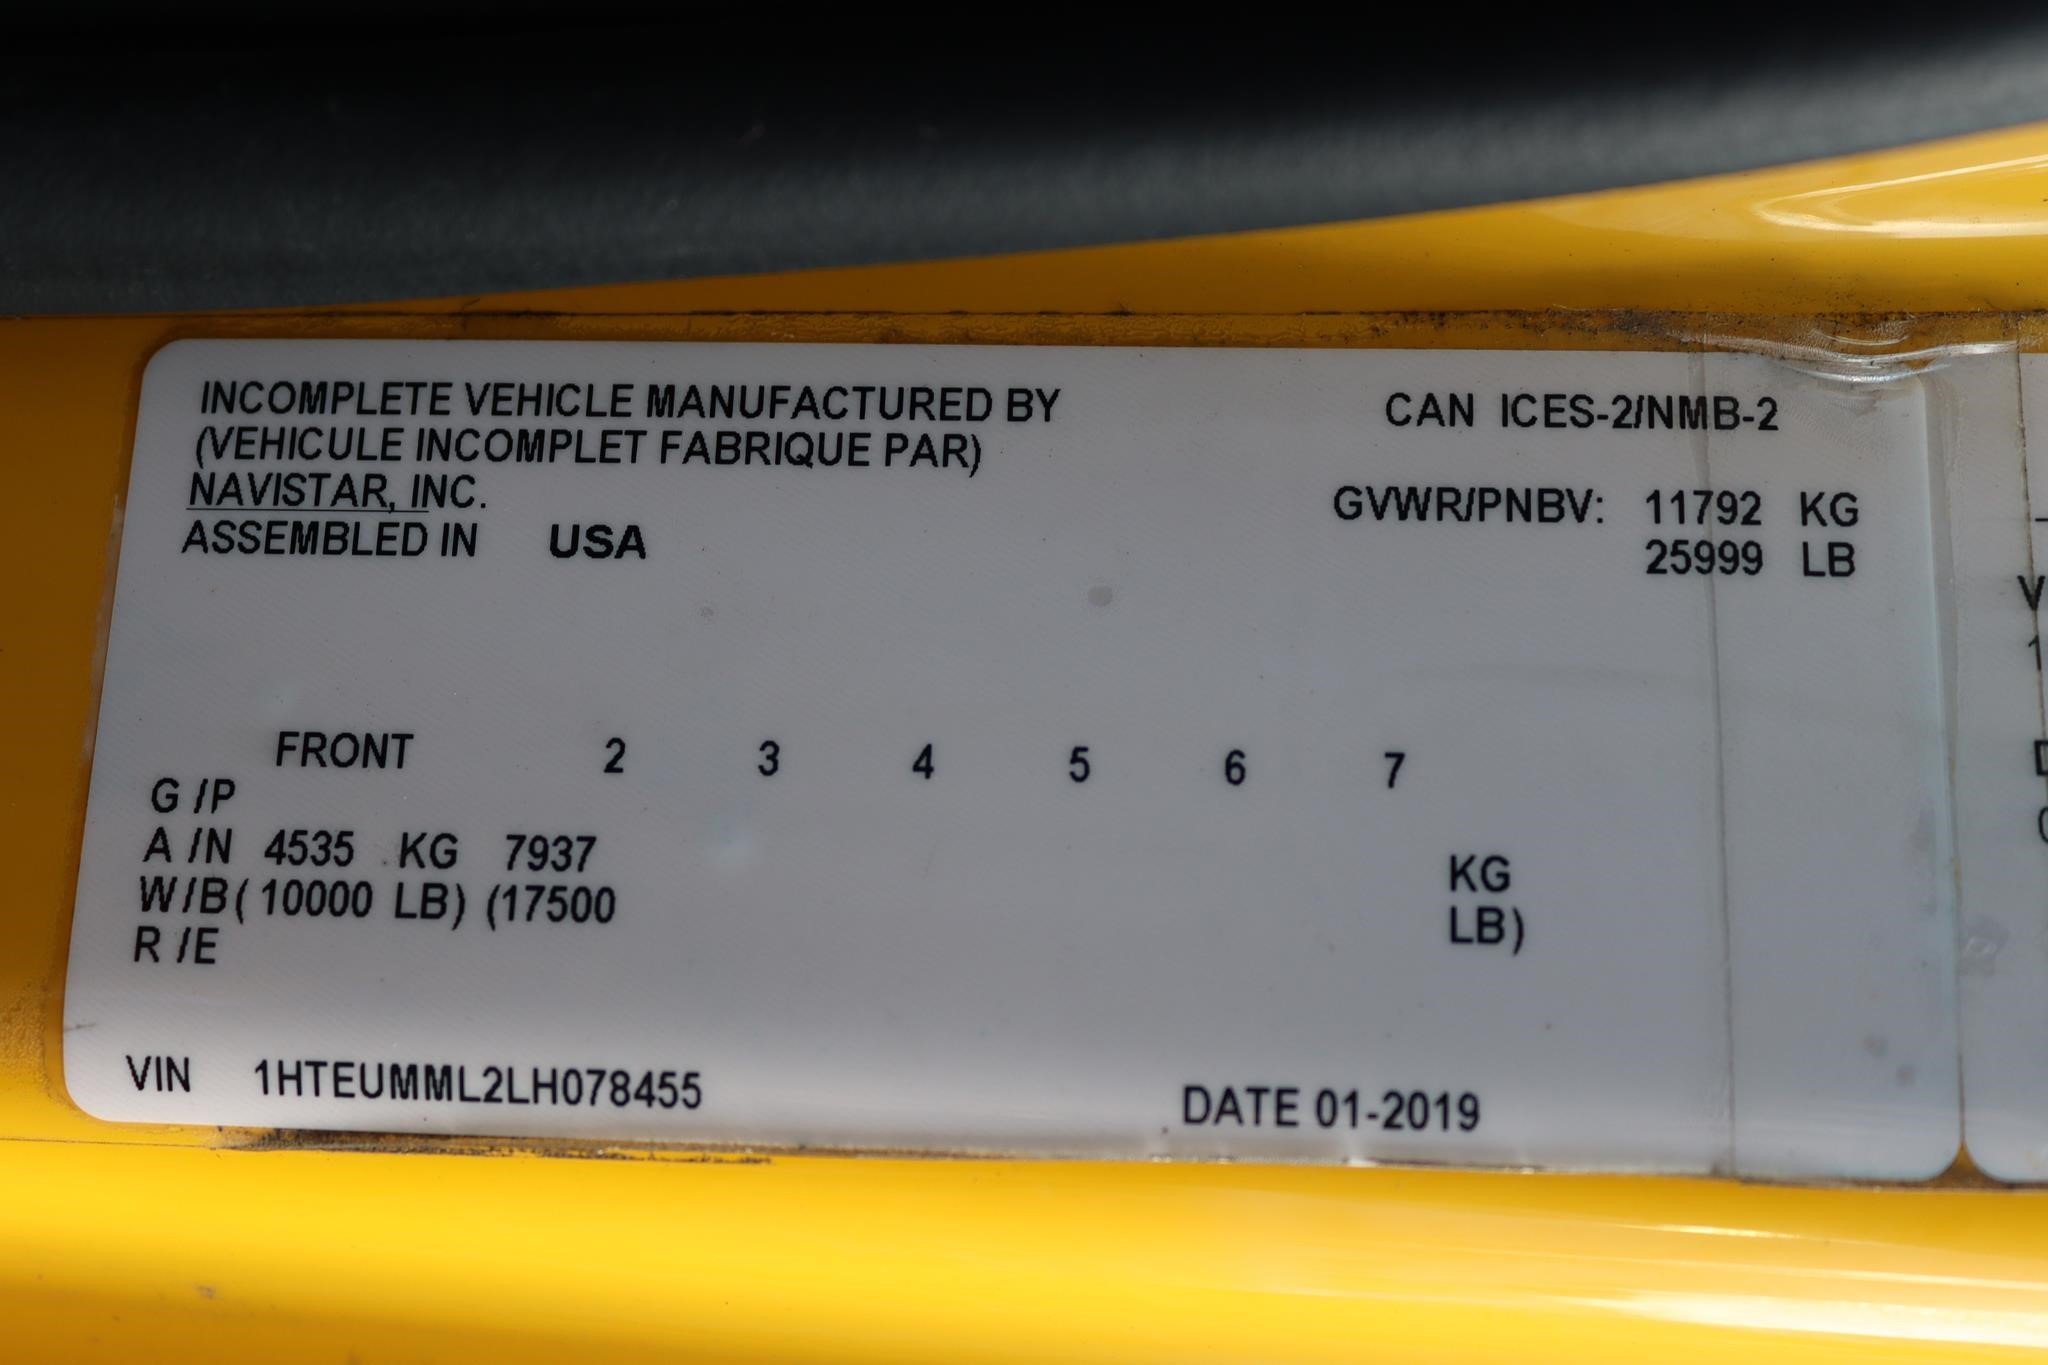 INCOMPLETE VEHICLE MANUFACTURED BY
(VEHICULE INCOMPLET FABRIQUE PAR)
NAVISTAR, INC.
ASSEMBLED IN USA
CAN ICES-2/NMB-2
GVWR/PNBV: 11792 KG
25999 LB
FRONT 2 3 4 5 6 7
G /P
A /N 4535 KG 7937 KG
W/B ( 10000 LB) (17500 LB)
R /E
VIN 1HTEUMML2LH078455
DATE 01-2019